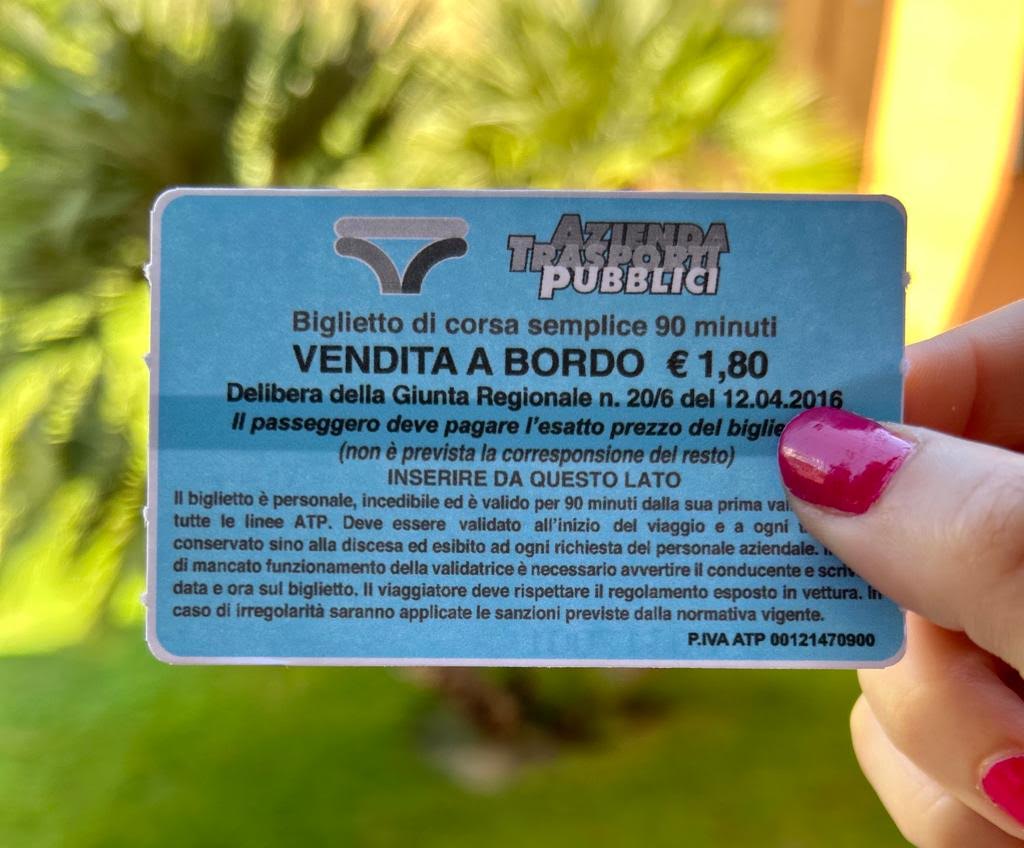 AZIENDA
TRASPORTI
PUBBLICI
Biglietto di corsa semplice 90 minuti
VENDITA A BORDO € 1,80
Delibera della Giunta Regionale n. 20/6 del 12.04.2016
Il passeggero deve pagare l'esatto prezzo del
(non è prevista la corresponsione del resto)
INSERIRE DA QUESTO LATO
Il biglietto è personale, incedibile ed è valido per 90 minuti dalla sua prima
tutte le linee ATP. Deve essere validato all'inizio del viaggio e a ogni
conservato sino alla discesa ed esibito ad ogni richiesta del personale aziendale.
di mancato funzionamento della validatrice è necessario avvertire il conducente e
data e ora sul biglietto. Il viaggiatore deve rispettare il regolamento esposto in vettura. In
caso di irregolarità saranno applicate le sanzioni previste dalla normativa vigente.
P.IVA ATP 00121470900